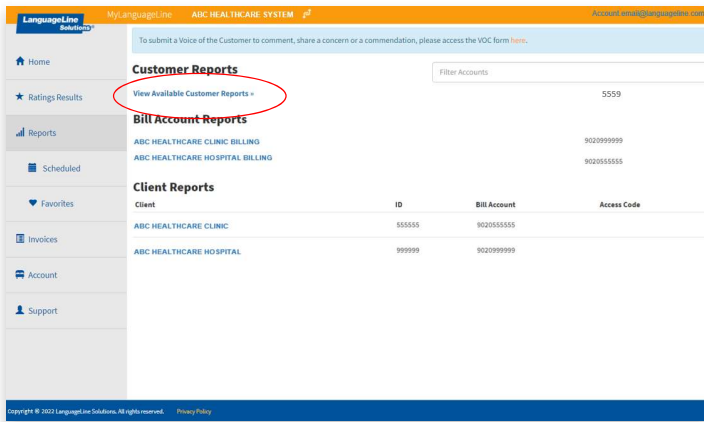 LanguageLine
Solutions®
MyLanguageLine ABC HEALTHCARE SYSTEM
Account.email@languageline.com
To submit a Voice of the Customer to comment, share a concern or a commendation, please access the VOC form here.
Home
Ratings Results
Reports
Scheduled
Favorites
Invoices
Account
Support
Customer Reports
Filter Accounts
View Available Customer Reports » 5559
Bill Account Reports
ABC HEALTHCARE CLINIC BILLING 9020999999
ABC HEALTHCARE HOSPITAL BILLING 9020555555
Client Reports
Client ID Bill Account Access Code
ABC HEALTHCARE CLINIC 555555 9020555555
ABC HEALTHCARE HOSPITAL 999999 9020999999
Copyright © 2022 LanguageLine Solutions. All rights reserved. Privacy Policy